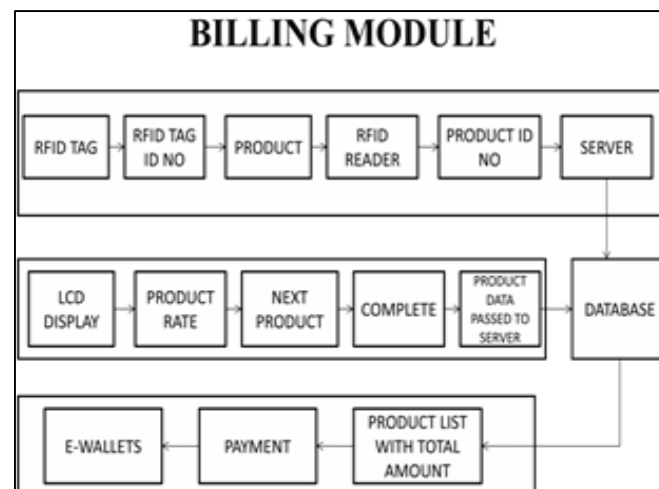 BILLING MODULE
RFID TAG
RFID TAG
ID NO
PRODUCT
RFID
READER
PRODUCT ID
NO
SERVER
LCD
DISPLAY
PRODUCT
RATE
NEXT
PRODUCT
COMPLETE
PRODUCT
DATA
PASSED TO
SERVER
DATABASE
E-WALLETS
PAYMENT
PRODUCT LIST
WITH TOTAL
AMOUNT